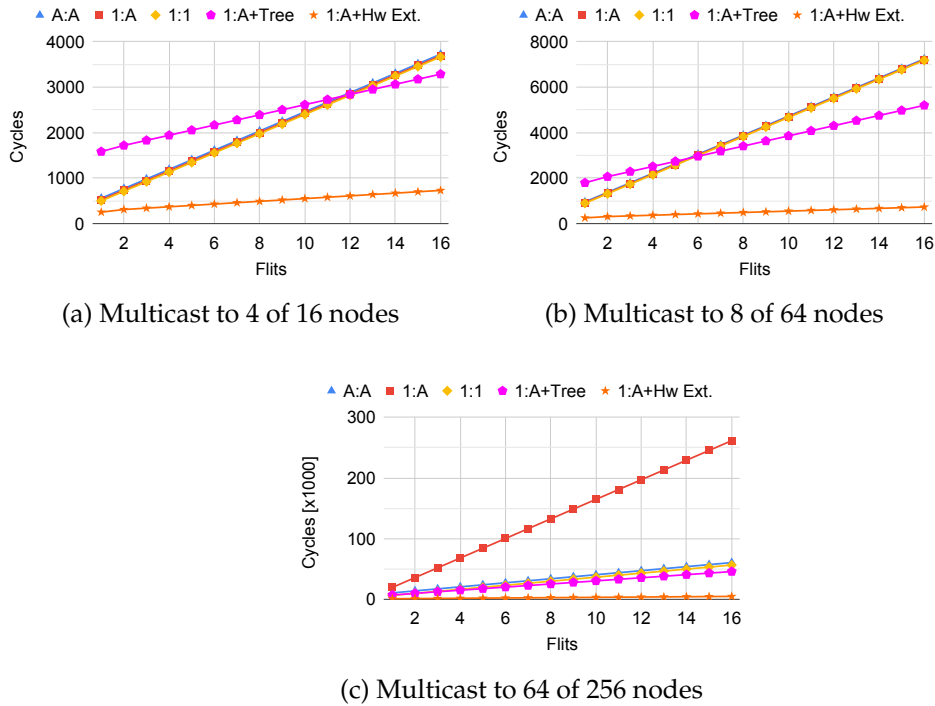 A:A 1:A 1:1 1:A+Tree 1:A+Hw Ext.
4000
3000
2000
1000
0
Cycles
2 4 6 8 10 12 14 16
Flits
(a) Multicast to 4 of 16 nodes
A:A 1:A 1:1 1:A+Tree 1:A+Hw Ext.
8000
6000
4000
2000
0
Cycles
2 4 6 8 10 12 14 16
Flits
(b) Multicast to 8 of 64 nodes
A:A 1:A 1:1 1:A+Tree 1:A+Hw Ext.
300
200
100
0
Cycles [x1000]
2 4 6 8 10 12 14 16
Flits
(c) Multicast to 64 of 256 nodes